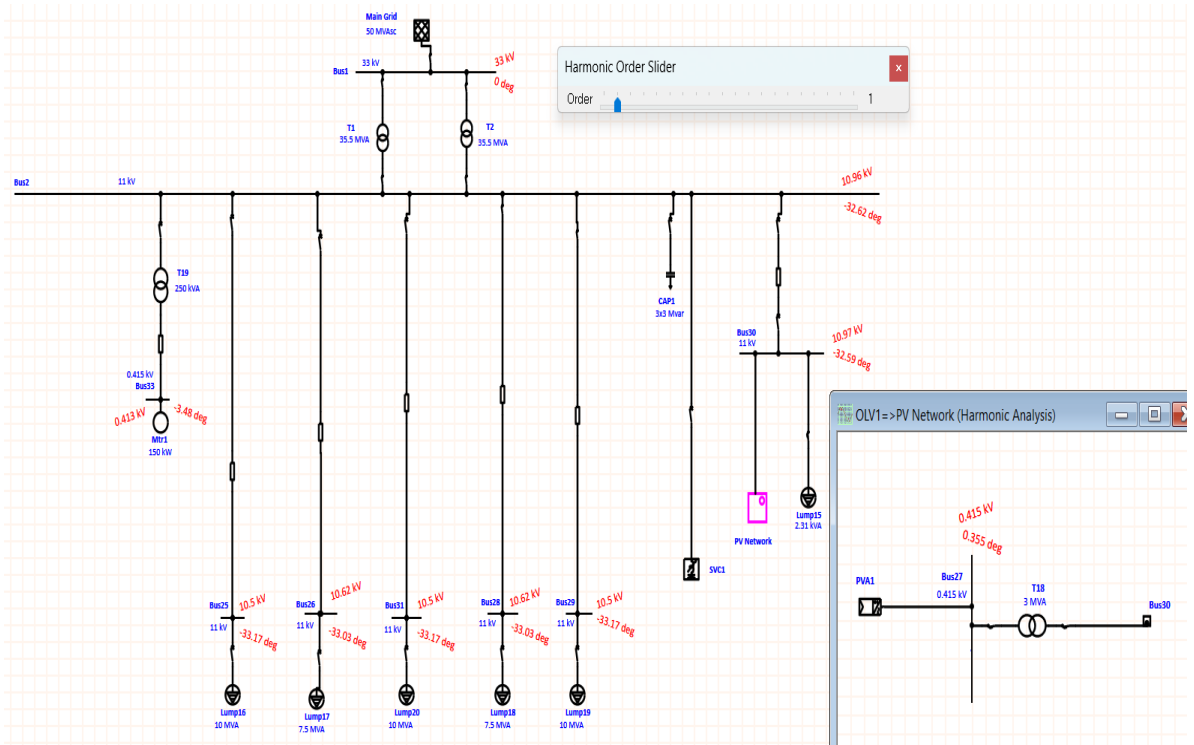 Main Grid
50 MVAsc
33 kV
33 kV
Bus1
0 deg
Harmonic Order Slider
x
Order
1
T1
35.5 MVA
T2
35.5 MVA
Bus2
11 kV
10.96 kV
-32.62 deg
T19
250 kVA
CAP1
3x3 Mvar
Bus30
11 kV
10.97 kV
-32.59 deg
0.415 kV
Bus33
0.413 kV
-3.48 deg
Mtr1
150 kW
OLV1=>PV Network (Harmonic Analysis)
PV Network
Lump15
2.31 kVA
SVC1
0.415 kV
0.355 deg
PVA1
Bus27
0.415 kV
T18
3 MVA
Bus30
Bus25
10.5 kV
11 kV
-33.17 deg
Bus26
10.62 kV
11 kV
-33.03 deg
Bus31
10.5 kV
11 kV
-33.17 deg
Bus28
10.62 kV
11 kV
-33.03 deg
Bus29
10.5 kV
11 kV
-33.17 deg
Lump16
10 MVA
Lump17
7.5 MVA
Lump20
10 MVA
Lump18
7.5 MVA
Lump19
10 MVA